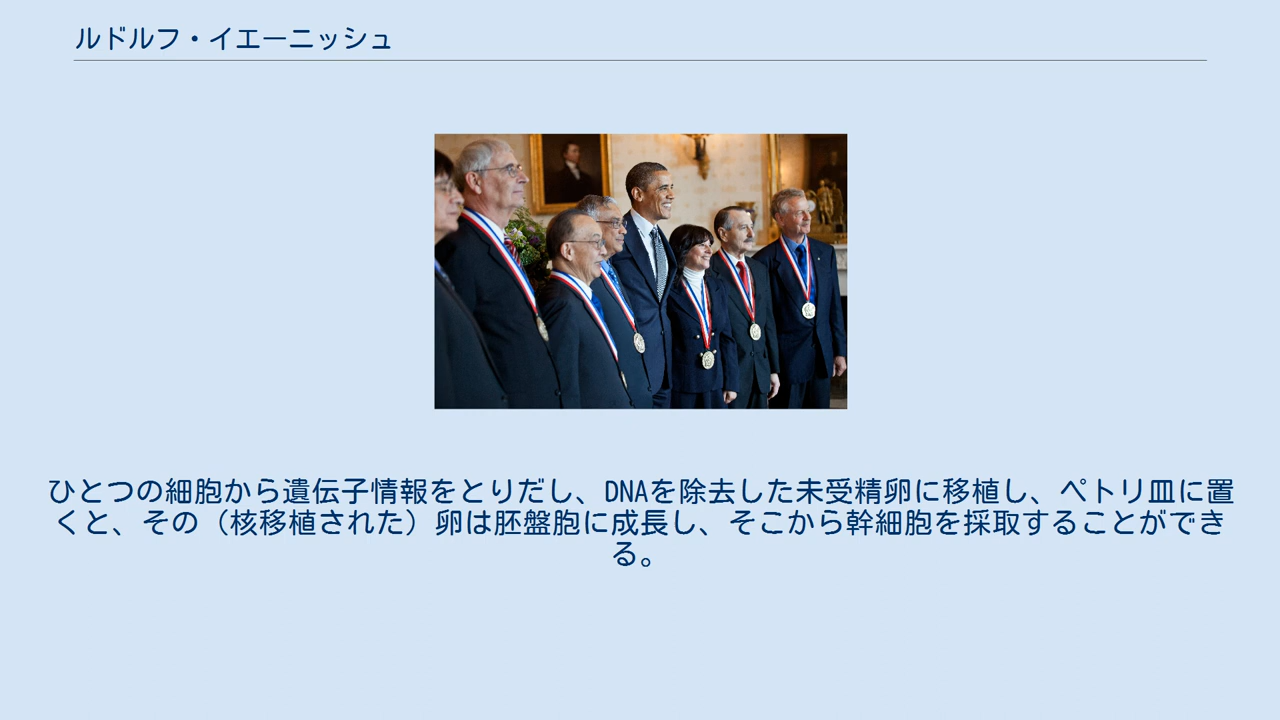 ルドルフ・イエーニッシュ
ひとつの細胞から遺伝子情報をとりだし、DNAを除去した未受精卵に移植し、ペトリ皿に置
くと、その（核移植された）卵は胚盤胞に成長し、そこから幹細胞を採取することができ
る。